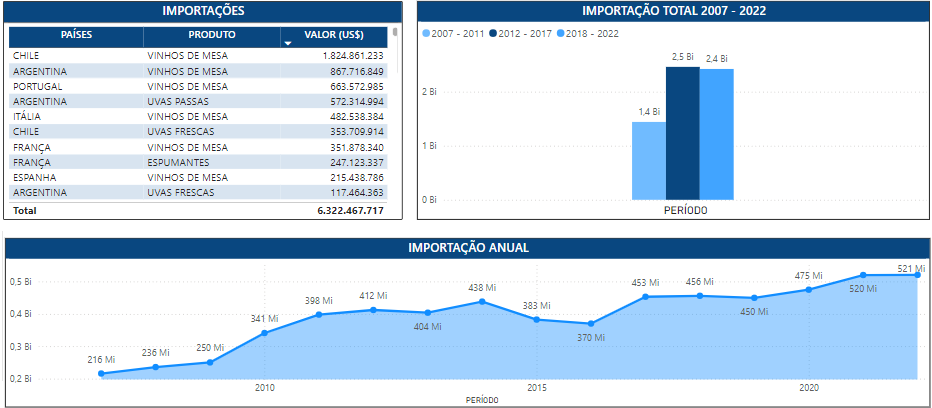 IMPORTAÇÕES
PAÍSES PRODUTO VALOR (US$)
CHILE VINHOS DE MESA 1.824.861.233
ARGENTINA VINHOS DE MESA 867.716.849
PORTUGAL VINHOS DE MESA 663.572.985
ARGENTINA UVAS PASSAS 572.314.994
ITÁLIA VINHOS DE MESA 482.538.384
CHILE UVAS FRESCAS 353.709.914
FRANÇA VINHOS DE MESA 351.878.340
FRANÇA ESPUMANTES 247.123.337
ESPANHA VINHOS DE MESA 215.438.786
ARGENTINA UVAS FRESCAS 117.464.363
Total 6.322.467.717
IMPORTAÇÃO TOTAL 2007 - 2022
2007 - 2011 2012 - 2017 2018 - 2022
2,5 Bi
2,4 Bi
2 Bi
1,4 Bi
1 Bi
0 Bi
PERÍODO
IMPORTAÇÃO ANUAL
521 Mi
0,5 Bi
475 Mi
520 Mi
438 Mi
453 Mi
456 Mi
398 Mi
412 Mi
383 Mi
450 Mi
0,4 Bi
341 Mi
404 Mi
370 Mi
0,3 Bi
216 Mi
236 Mi
250 Mi
0,2 Bi
2010 2015 2020
PERÍODO